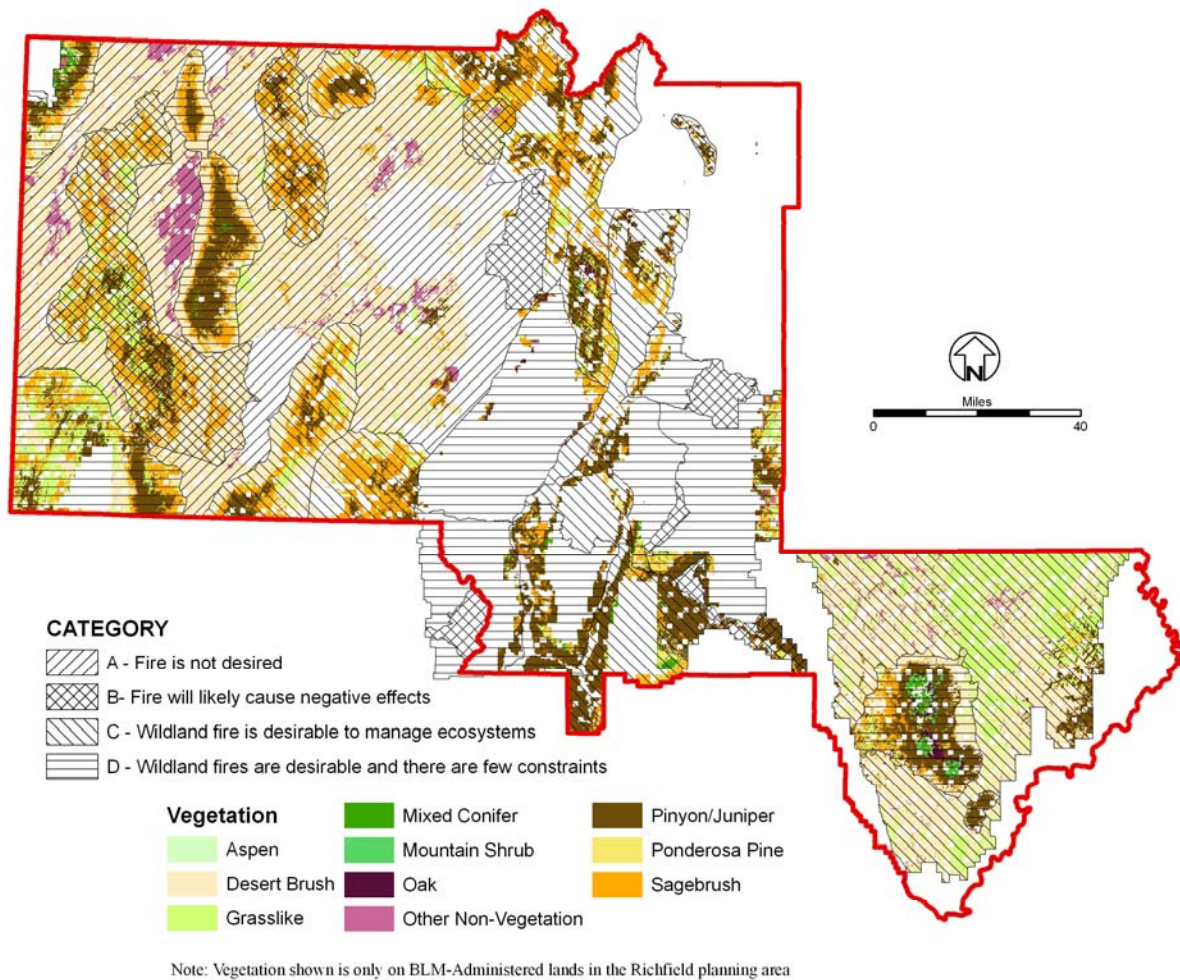 N
Miles
0 40
CATEGORY
A - Fire is not desired
B- Fire will likely cause negative effects
C - Wildland fire is desirable to manage ecosystems
D - Wildland fires are desirable and there are few constraints
Vegetation
Aspen
Desert Brush
Grasslike
Mixed Conifer
Mountain Shrub
Oak
Other Non-Vegetation
Pinyon/Juniper
Ponderosa Pine
Sagebrush
Note: Vegetation shown is only on BLM-Administered lands in the Richfield planning area